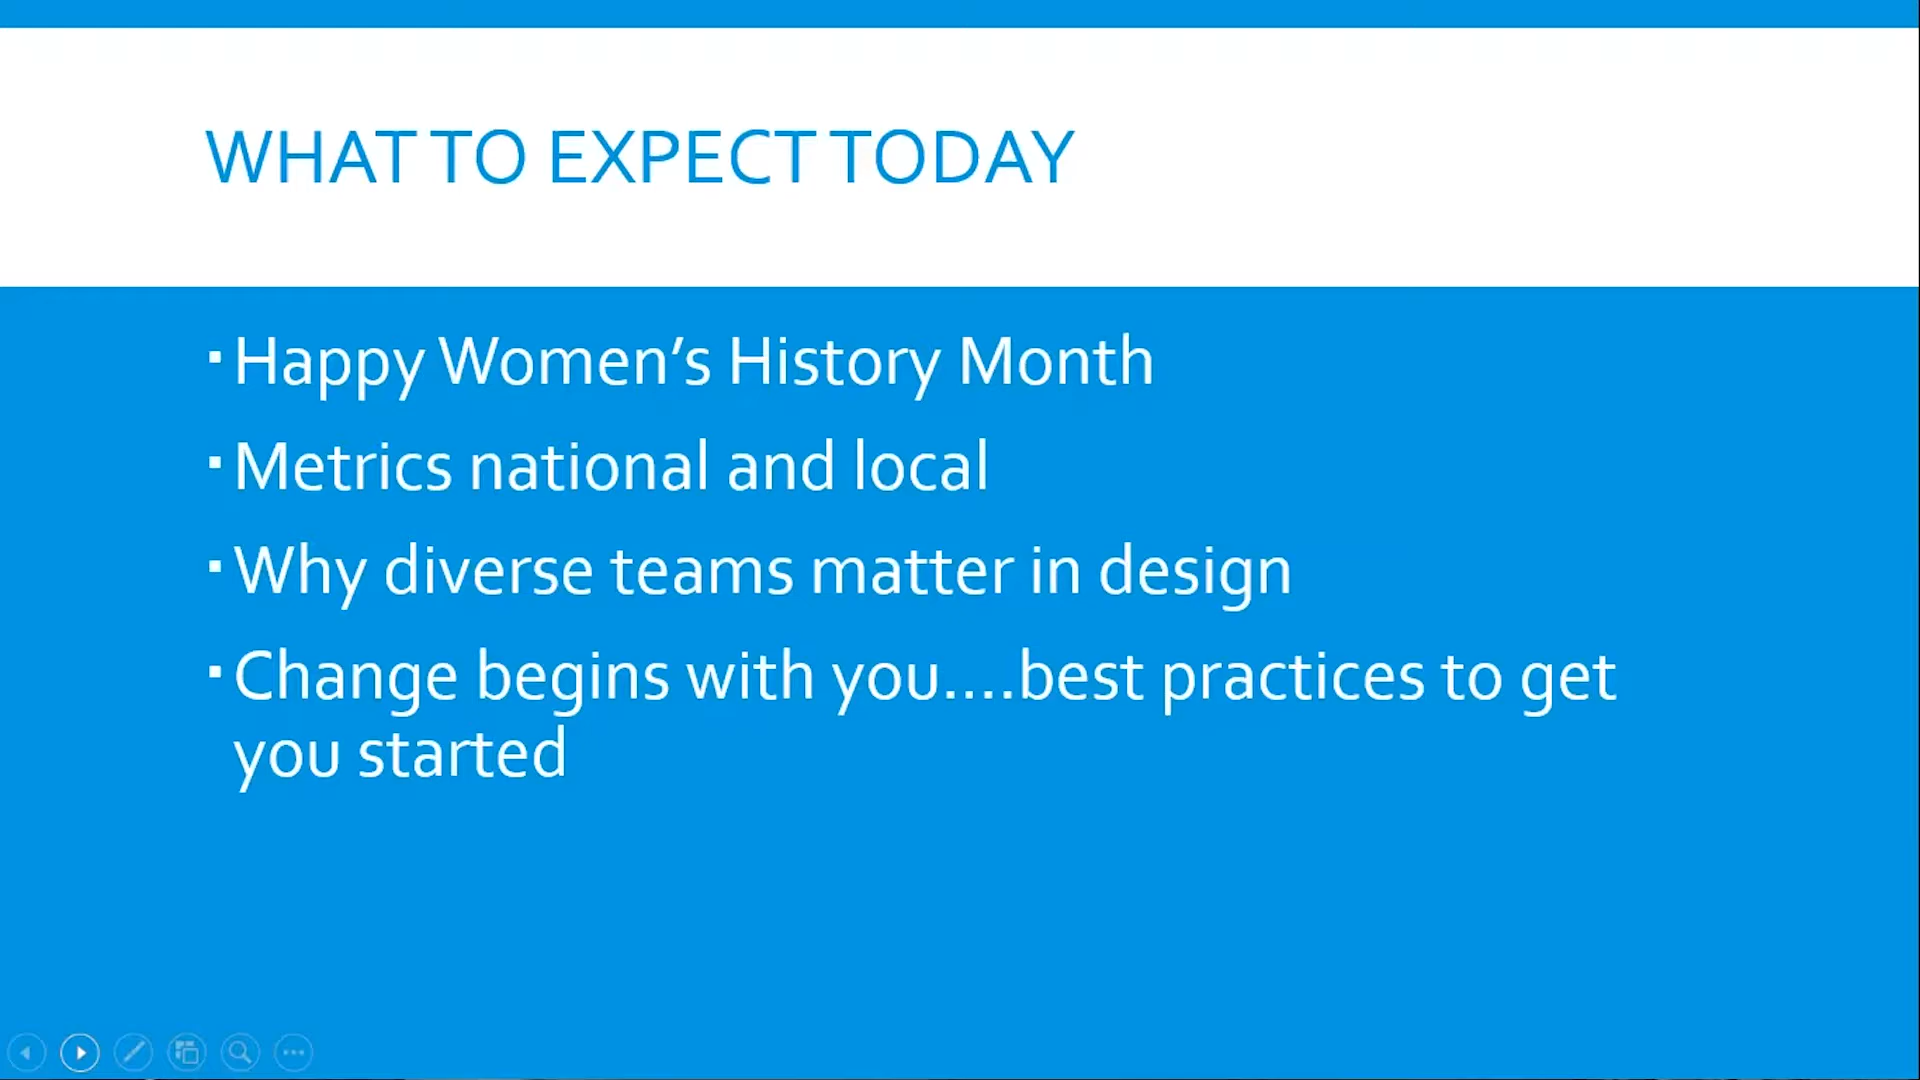 WHAT TO EXPECT TODAY
▪ Happy Women’s History Month
▪ Metrics national and local
▪ Why diverse teams matter in design
▪ Change begins with you....best practices to get
you started